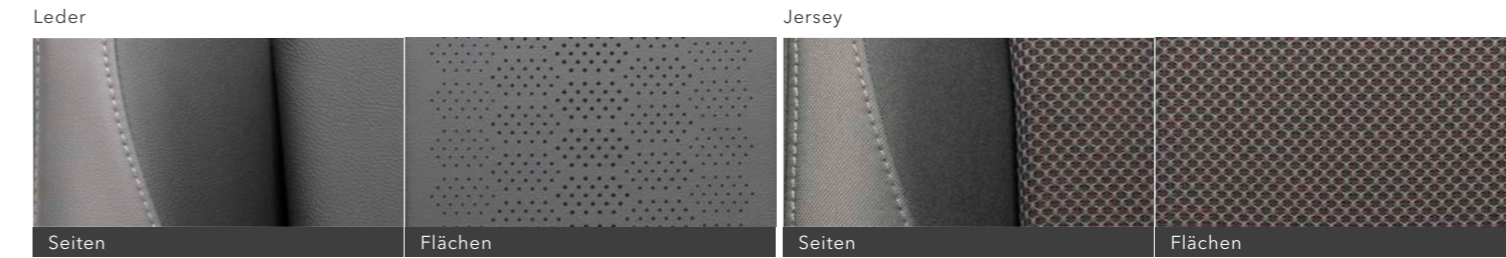 Leder
Jersey
Seiten
Flächen
Seiten
Flächen